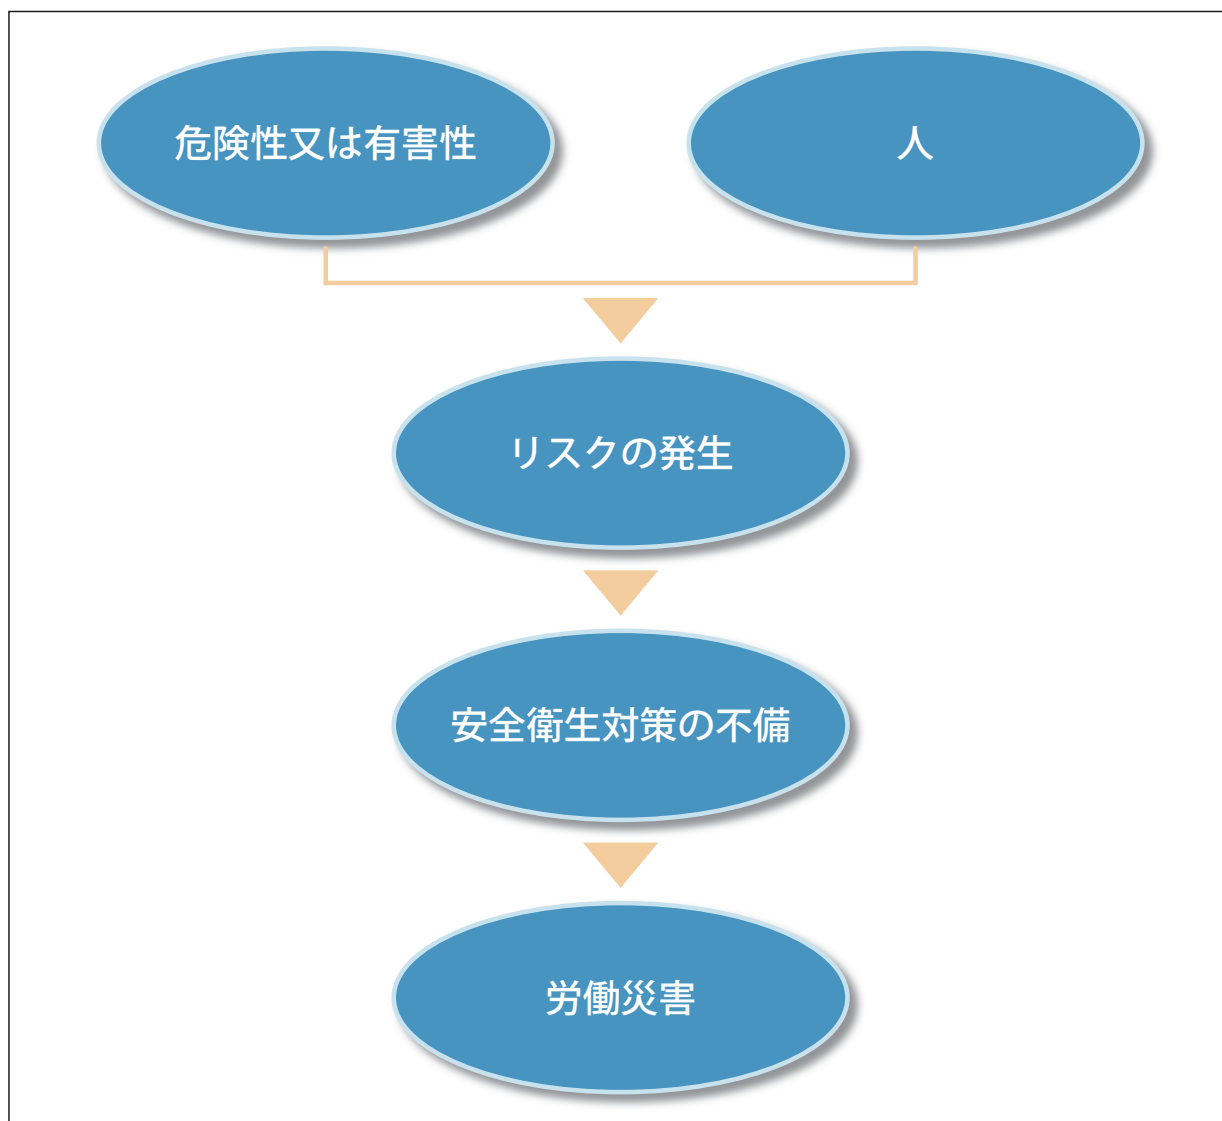 危険性又は有害性
人
リスクの発生
安全衛生対策の不備
労働災害